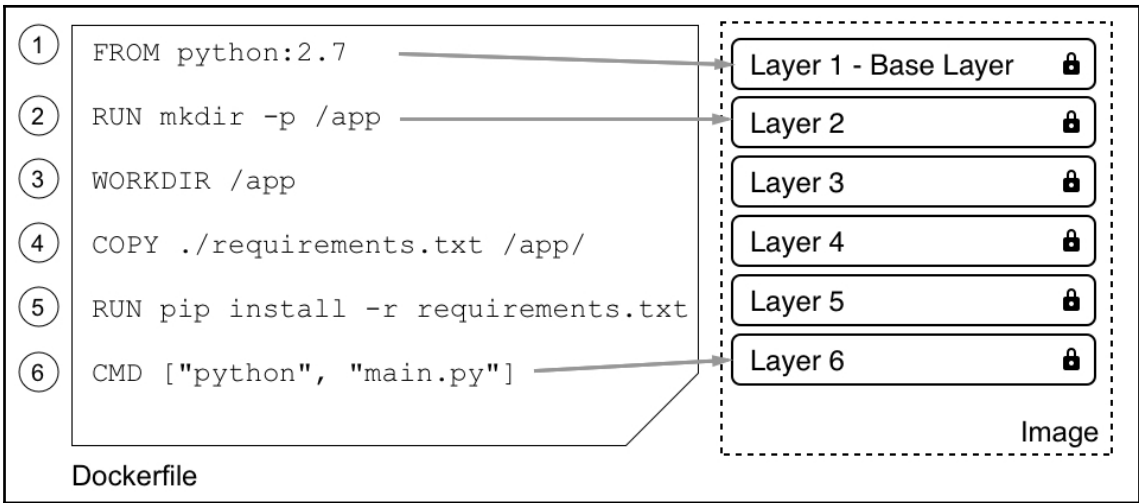 1 FROM python:2.7
2 RUN mkdir -p /app
3 WORKDIR /app
4 COPY ./requirements.txt /app/
5 RUN pip install -r requirements.txt
6 CMD ["python", "main.py"]
Dockerfile
Layer 1 - Base Layer
Layer 2
Layer 3
Layer 4
Layer 5
Layer 6
Image